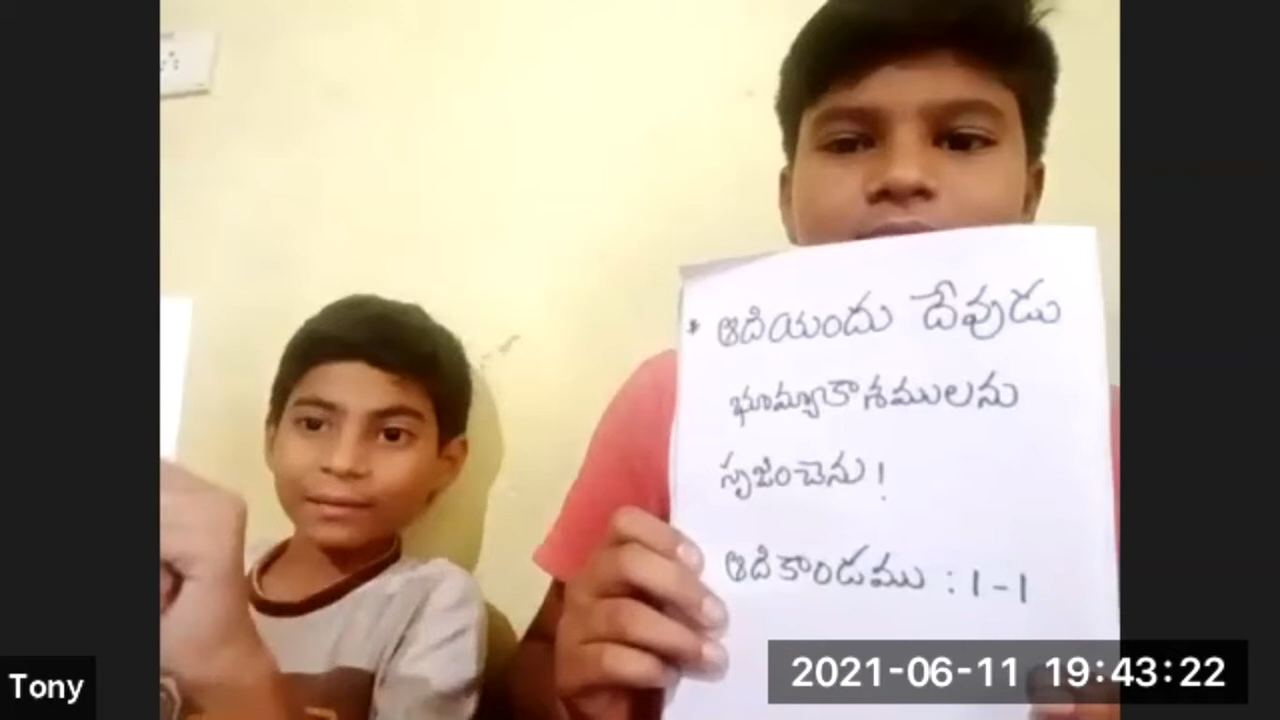 * ఆదియందు దేవుడు
భూమ్యాకాశములను
సృజించెను!
ఆదికాండము : 1-1
Tony
2021-06-11 19:43:22